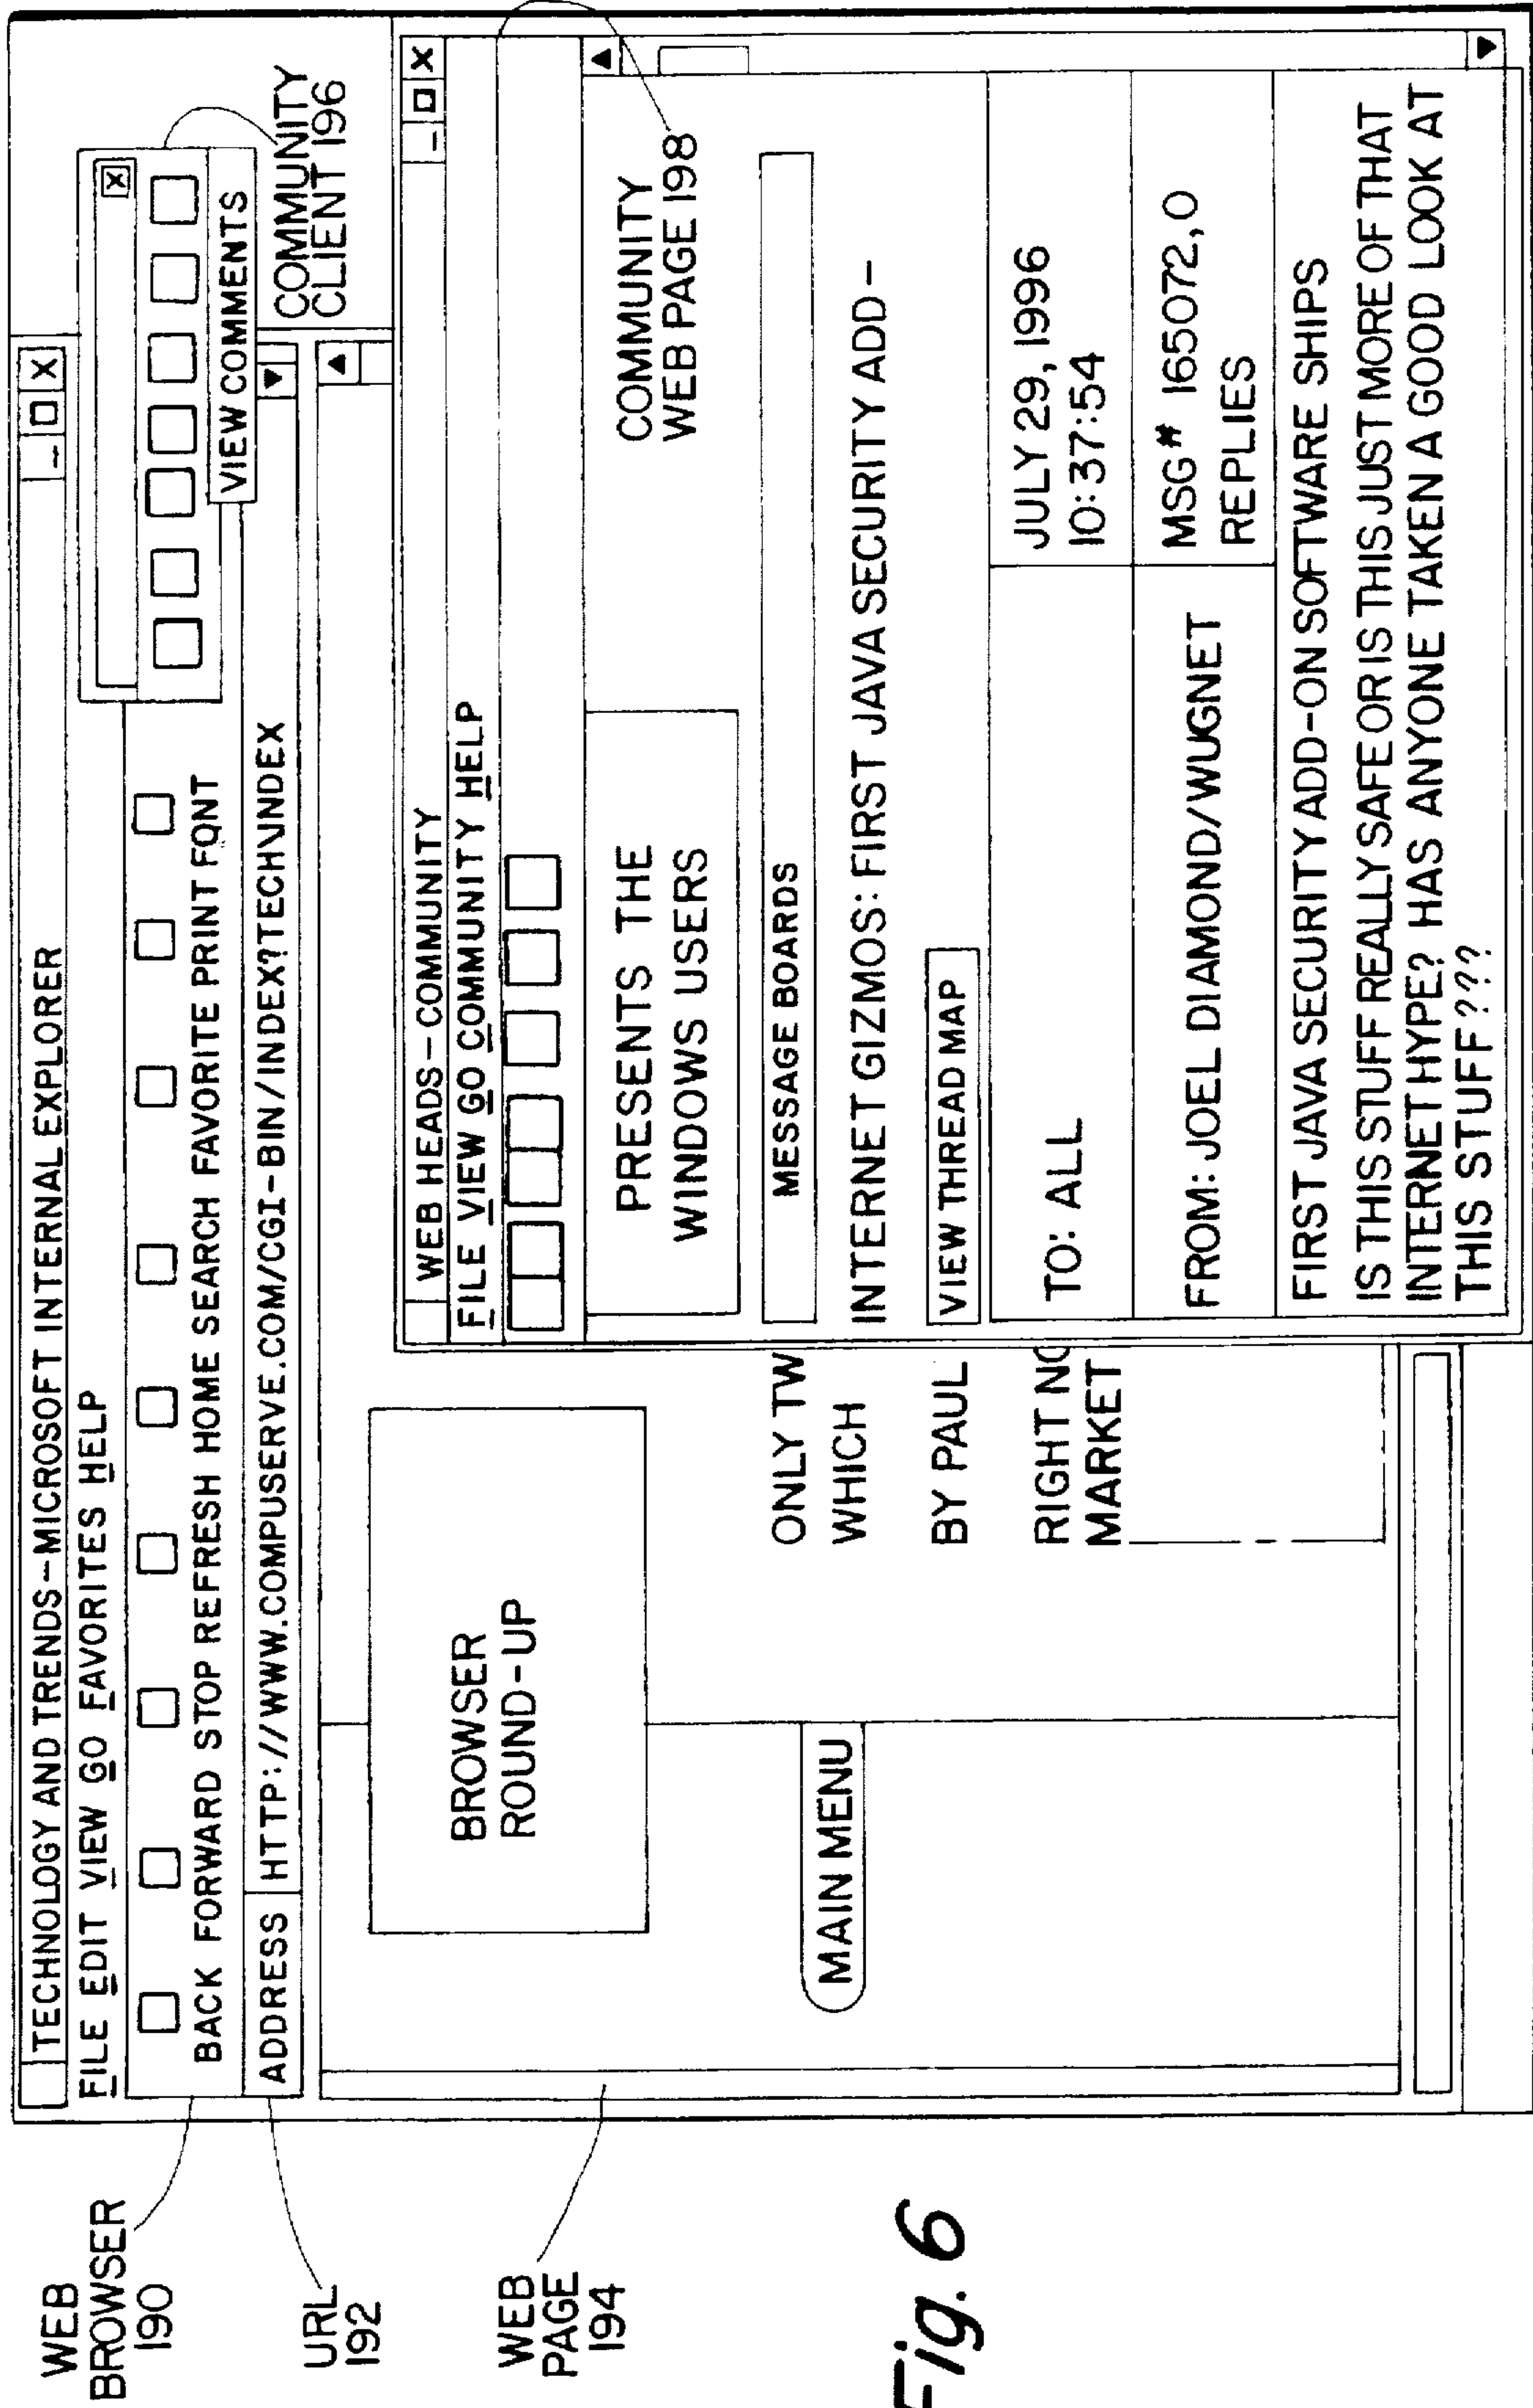 TECHNOLOGY AND TRENDS-MICROSOFT INTERNAL EXPLORER
_ □ X
FILE EDIT VIEW GO FAVORITES HELP
X
BACK FORWARD STOP REFRESH HOME SEARCH FAVORITE PRINT FONT
VIEW COMMENTS
ADDRESS HTTP://WWW.COMPUSERVE.COM/CGI-BIN/INDEX?TECH\INDEX
COMMUNITY
CLIENT 196
WEB
BROWSER
190
URL
192
WEB
PAGE
194
BROWSER
ROUND-UP
MAIN MENU
ONLY TW
WHICH
BY PAUL
RIGHT NO
MARKET
WEB HEADS-COMMUNITY
_ □ X
FILE VIEW GO COMMUNITY HELP
PRESENTS THE
WINDOWS USERS
COMMUNITY
WEB PAGE 198
MESSAGE BOARDS
INTERNET GIZMOS: FIRST JAVA SECURITY ADD-
VIEW THREAD MAP
TO: ALL
JULY 29, 1996
10:37:54
FROM: JOEL DIAMOND/WUGNET
MSG# 165072,0
REPLIES
FIRST JAVA SECURITY ADD-ON SOFTWARE SHIPS
IS THIS STUFF REALLY SAFE OR IS THIS JUST MORE OF THAT
INTERNET HYPE? HAS ANYONE TAKEN A GOOD LOOK AT
THIS STUFF???
Fig. 6